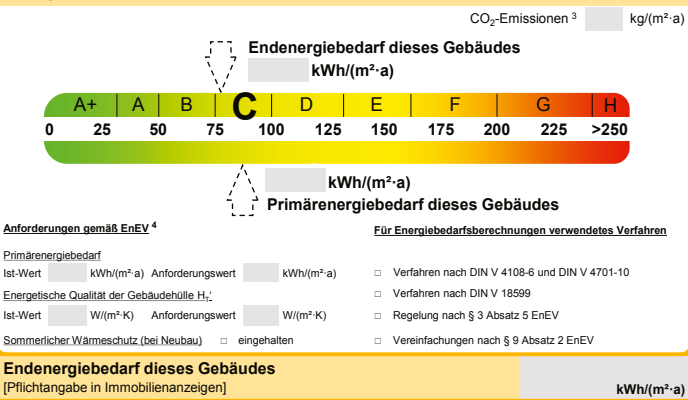 CO₂-Emissionen ³ kg/(m²·a)
Endenergiebedarf dieses Gebäudes
kWh/(m²·a)
A+ A B C D E F G H
0 25 50 75 100 125 150 175 200 225 >250
kWh/(m²·a)
Primärenergiebedarf dieses Gebäudes
Anforderungen gemäß EnEV ⁴
Primärenergiebedarf
Ist-Wert kWh/(m²·a) Anforderungswert kWh/(m²·a)
Energetische Qualität der Gebäudehülle H_T'
Ist-Wert W/(m²·K) Anforderungswert W/(m²·K)
Sommerlicher Wärmeschutz (bei Neubau) □ eingehalten
Für Energiebedarfsberechnungen verwendetes Verfahren
□ Verfahren nach DIN V 4108-6 und DIN V 4701-10
□ Verfahren nach DIN V 18599
□ Regelung nach § 3 Absatz 5 EnEV
□ Vereinfachungen nach § 9 Absatz 2 EnEV
Endenergiebedarf dieses Gebäudes
[Pflichtangabe in Immobilienanzeigen] kWh/(m²·a)